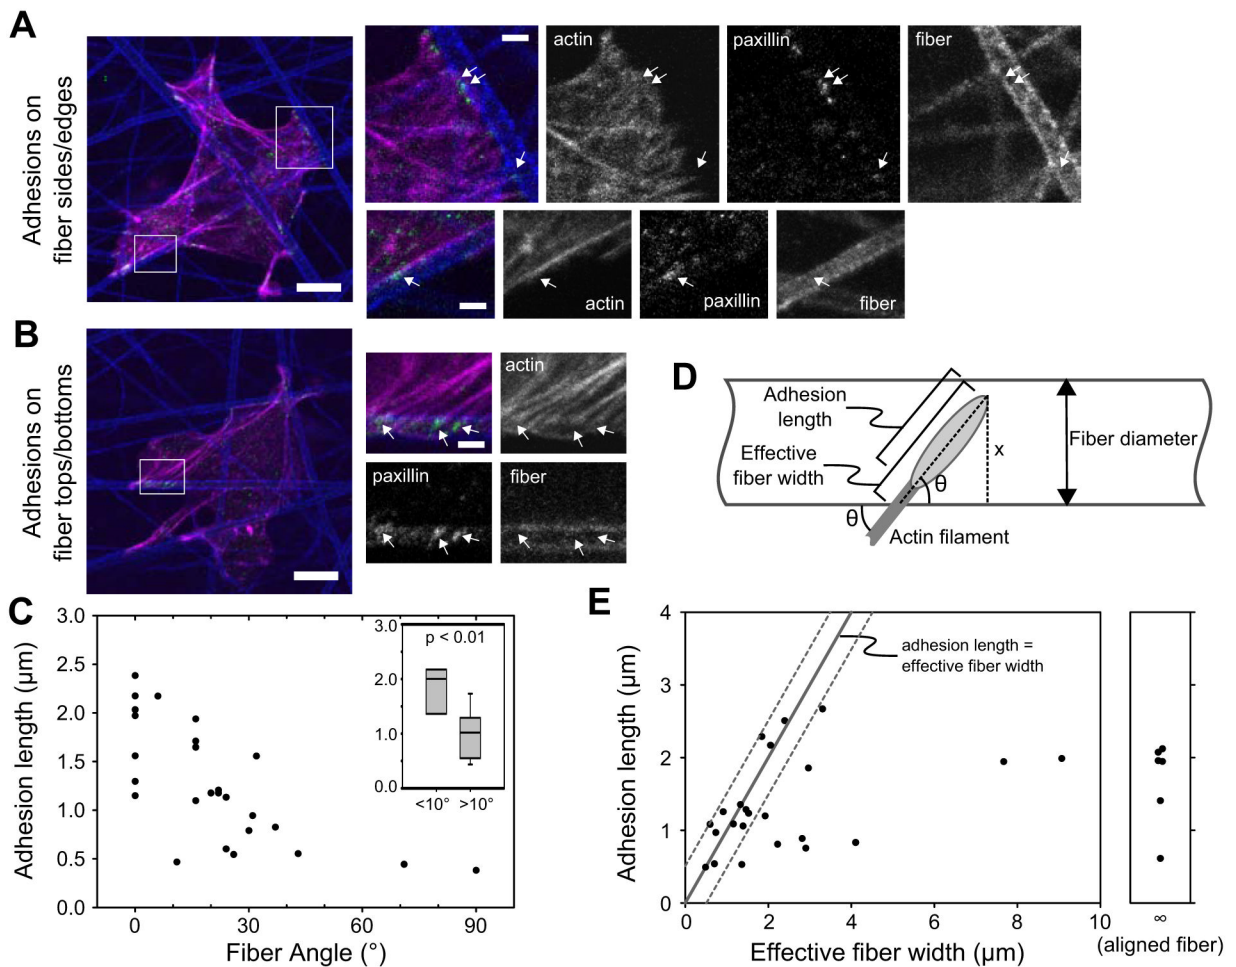 A
Adhesions on
fiber sides/edges
actin
paxillin
fiber
actin
paxillin
fiber
B
Adhesions on
fiber tops/bottoms
actin
paxillin
fiber
D
Adhesion
length
Effective
fiber width
Fiber diameter
x
θ
θ
Actin filament
C
Adhesion length (µm)
3.0
2.5
2.0
1.5
1.0
0.5
0.0
0
30
60
90
Fiber Angle (°)
3.0
2.0
1.0
0.0
p < 0.01
<10°
>10°
E
Adhesion length (µm)
4
3
2
1
0
adhesion length =
effective fiber width
0
2
4
6
8
10
Effective fiber width (µm)
∞
(aligned fiber)